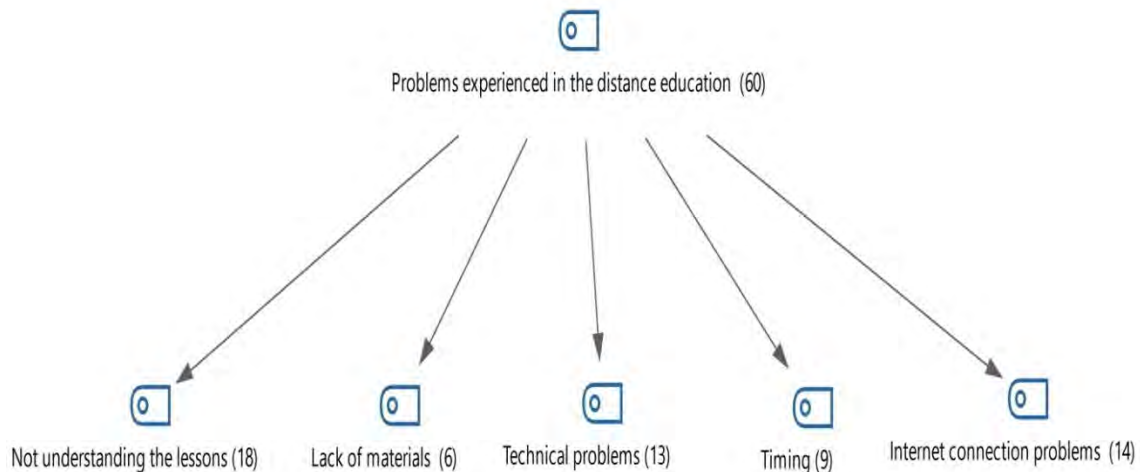 Problems experienced in the distance education (60)
Not understanding the lessons (18)
Lack of materials (6)
Technical problems (13)
Timing (9)
Internet connection problems (14)